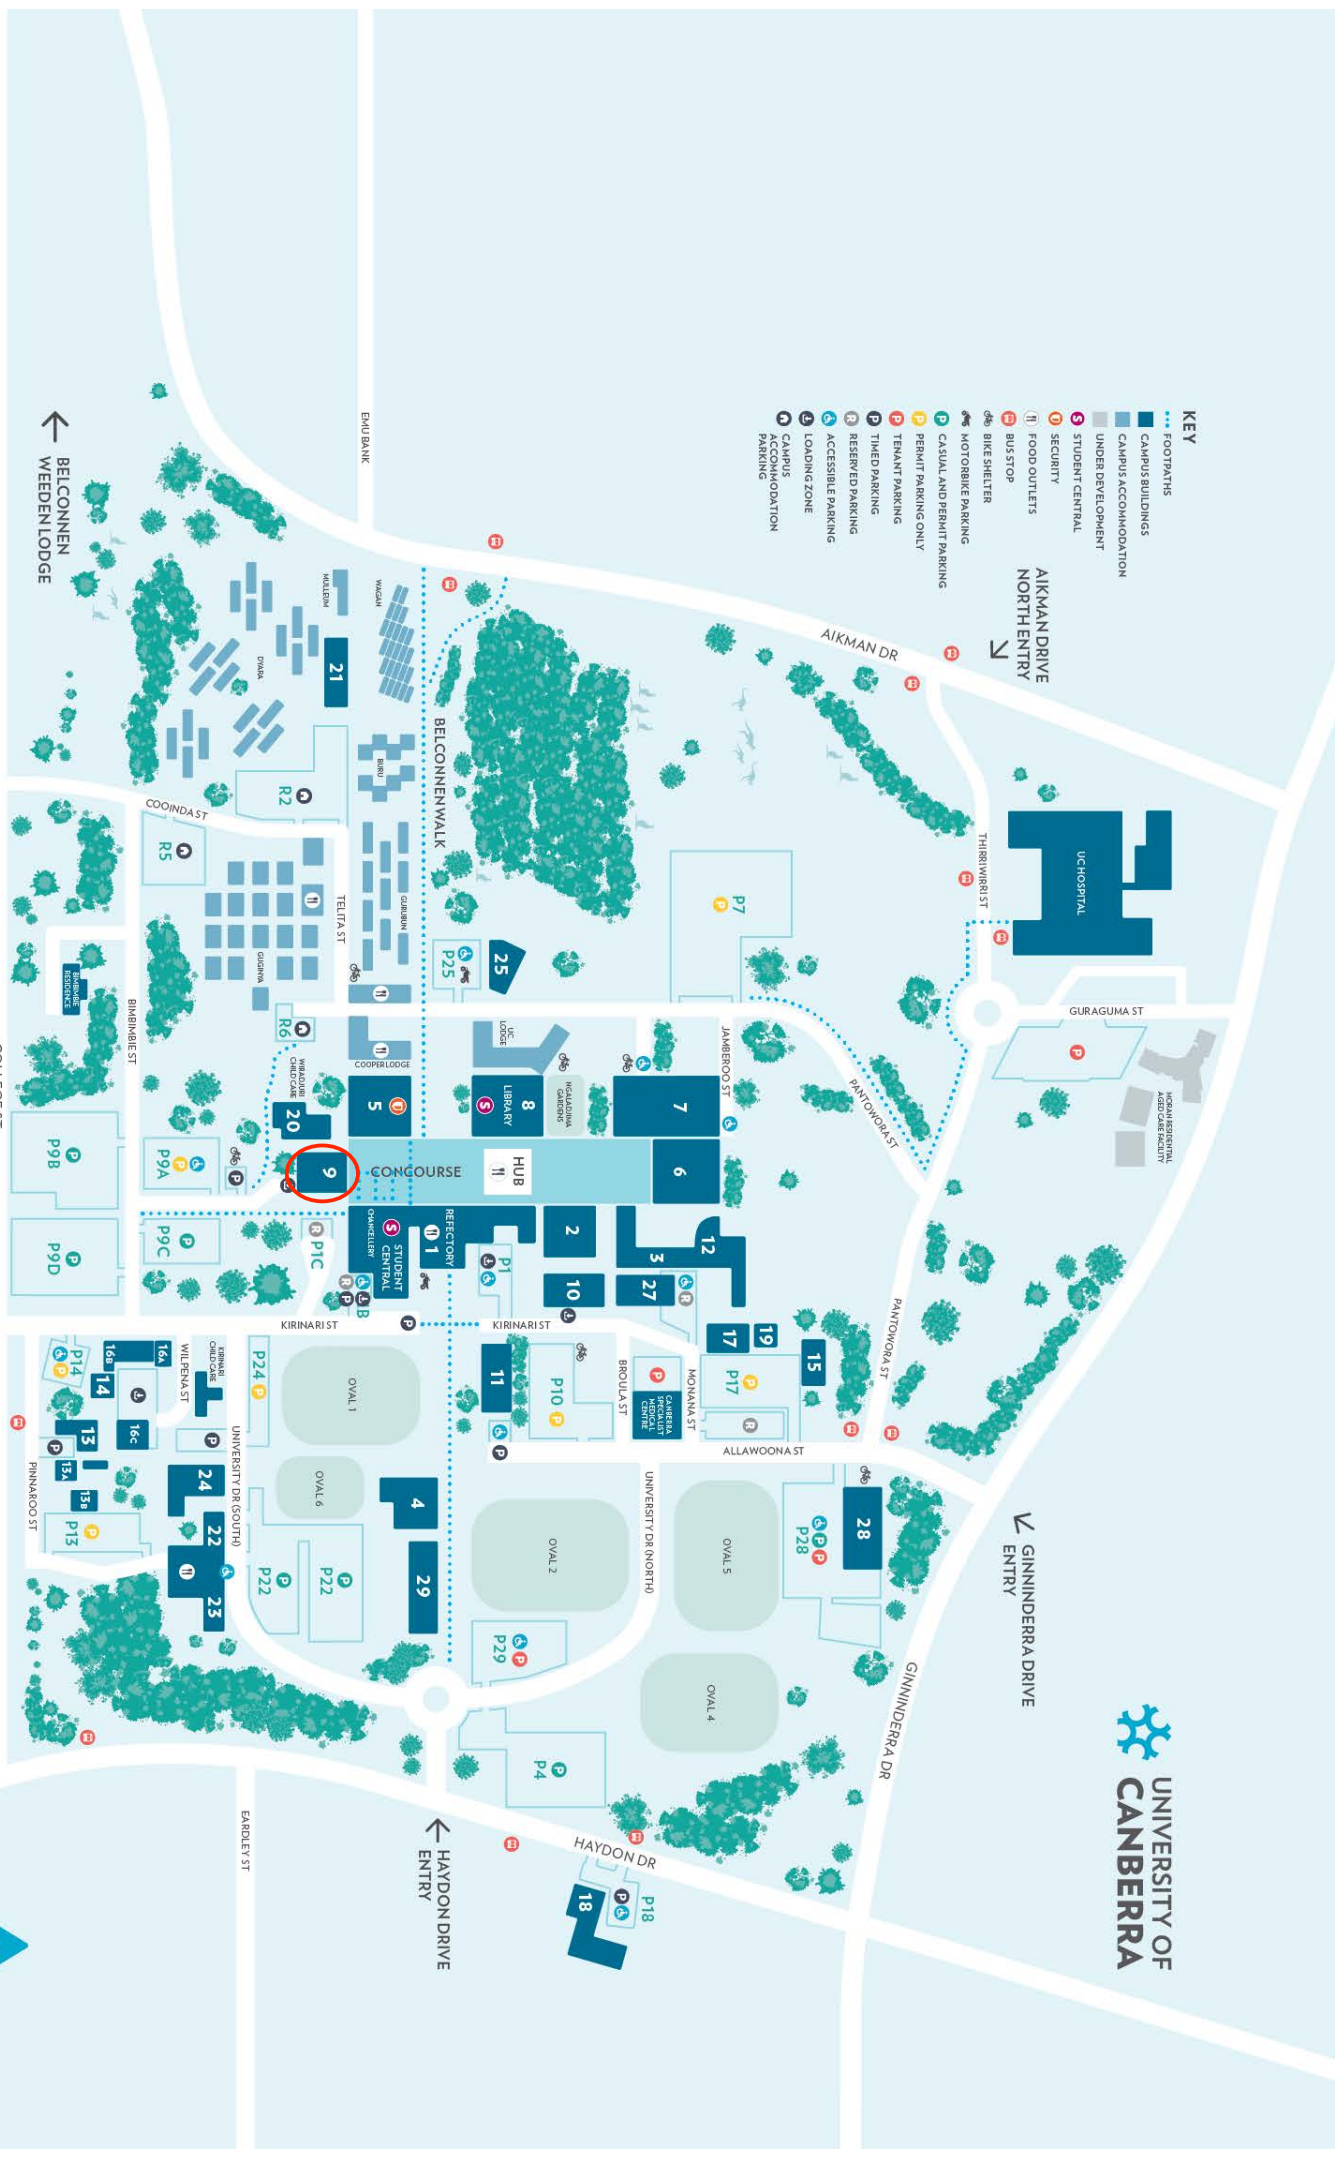 KEY
FOOTPATHS
CAMPUS BUILDINGS
CAMPUS ACCOMMODATION
UNDER DEVELOPMENT
S STUDENT CENTRAL
SECURITY
FOOD OUTLETS
BUS STOP
BIKE SHELTER
MOTORBIKE PARKING
P CASUAL AND PERMIT PARKING
P PERMIT PARKING ONLY
P TENANT PARKING
P TIMED PARKING
R RESERVED PARKING
ACCESSIBLE PARKING
LOADING ZONE
CAMPUS
ACCOMMODATION
PARKING
UNIVERSITY OF
CANBERRA
AIKMAN DRIVE
NORTH ENTRY
GINNINDERRA DRIVE
ENTRY
UC HOSPITAL
GURAGUMA ST
P
MORAN RESIDENTIAL
AGED CARE FACILITY
THIRRIWIRRI ST
AIKMAN DR
PANTOWORA ST
PANTOWORA ST
GINNINDERRA DR
28
P P
P28
15
19
17
P
P17
R
ALLAWOONA ST
OVAL 5
OVAL 4
P
P7
JAMBEROO ST
7
6
12
3
27
R
MONANA ST
P
CANBERRA
SPECIALIST
MEDICAL
CENTRE
BROULA ST
UNIVERSITY DR (NORTH)
HAYDON DR
P18
P
18
NGALADJIMA
GARDENS
2
10
P10
P
OVAL 2
P
P4
25
UC
LODGE
8
LIBRARY
S
HUB
P1
KIRINARI ST
11
P
P
P29
BELCONNEN WALK
P25
CONCOURSE
REFECTORY
1
HAYDON DRIVE
ENTRY
GURUBUN
5
S
STUDENT
CENTRAL
CHANCELLERY
P
4
29
EMU BANK
WAGAN
BURU
COOPER LODGE
B
R P
OVAL 1
OVAL 6
MULLEUM
21
TELITA ST
9
R
P1C
KIRINARI ST
P
P22
R2
R6
WIRADJURI
CHILD CARE
20
P24
P
P
P22
DYARA
GUGINYA
P
UNIVERSITY DR (SOUTH)
EARDLEY ST
COOINDA ST
R5
P
P9A
P
P9C
KIRINARI
CHILD CARE
WILPENA ST
P
24
22
23
BIMBIMBIE ST
16A
16B
16C
14
BIMBIMBIE
RESIDENCE
P
P9B
P
P9D
P14
P
13
P
13A
13B
P13
P
PINNAROO ST
BELCONNEN
WEEDEN LODGE